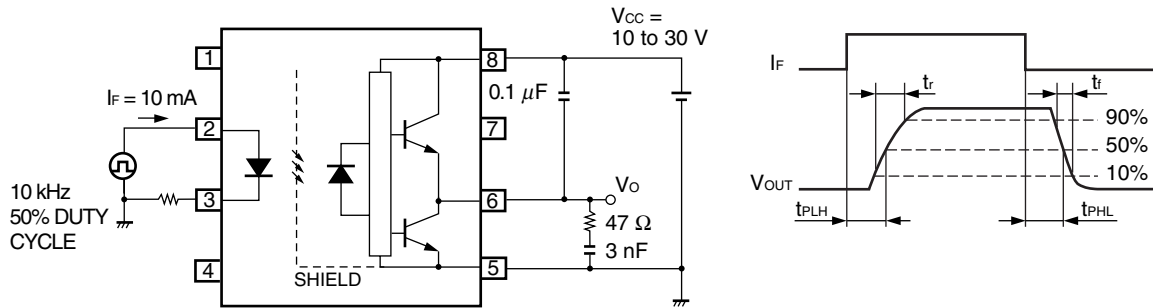 1
2
3
4
8
7
6
5
IF = 10 mA
10 kHz
50% DUTY
CYCLE
SHIELD
0.1 μF
VCC =
10 to 30 V
VO
47 Ω
3 nF
IF
tr
tf
90%
50%
10%
VOUT
tPLH
tPHL